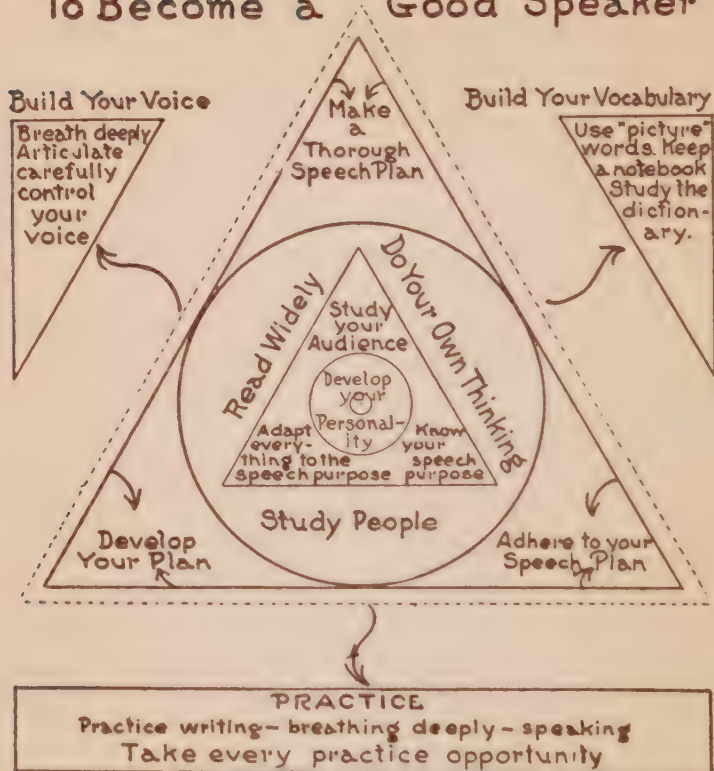 To Become a Good Speaker
Build Your Voice
Breath deeply
Articulate
carefully
control
your
voice
Make
a
Thorough
Speech Plan
Build Your Vocabulary
Use "picture"
words. Keep
a notebook
Study the
diction-
ary.
Read Widely
Do Your Own Thinking
Study
your
Audience
Develop
your
Personal-
ity
Adapt
every-
thing to the
speech purpose
Know
your
speech
purpose
Study People
Develop
Your Plan
Adhere to your
Speech Plan
PRACTICE
Practice writing - breathing deeply - speaking
Take every practice opportunity